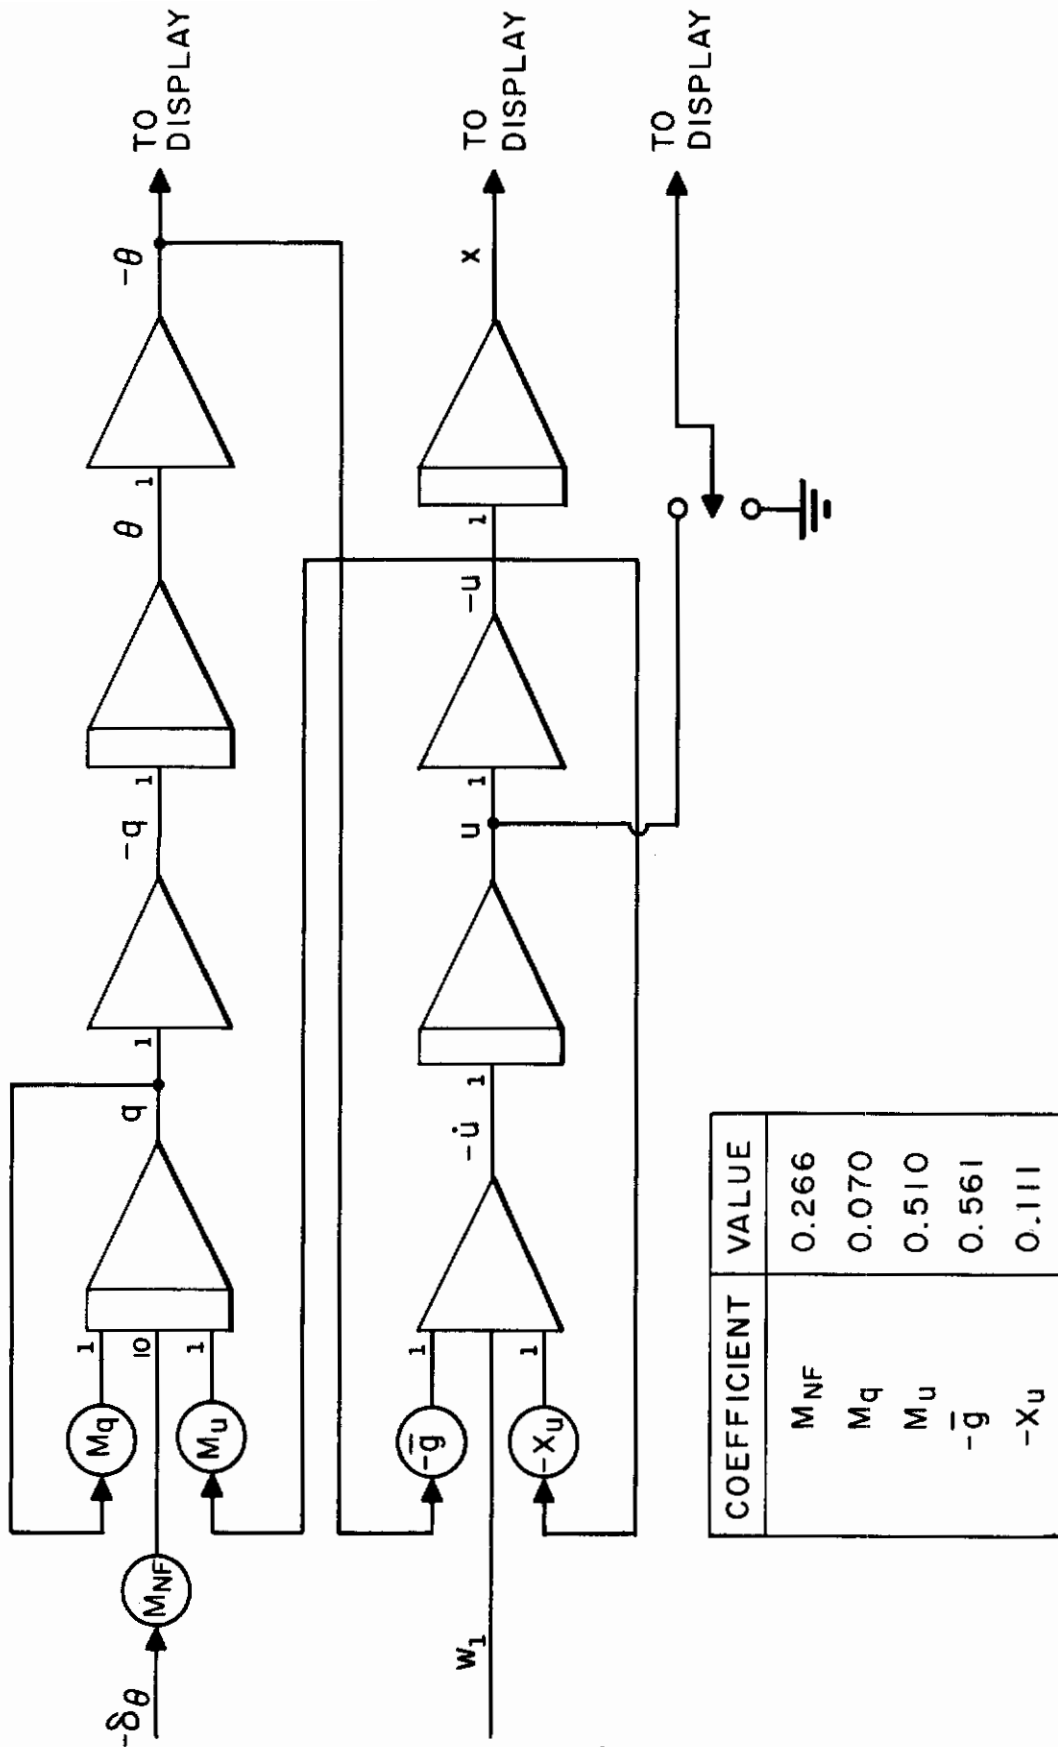 -δθ
MNF
Mq
Mu
1
10
1
q
1
-q
1
θ
1
-θ
TO
DISPLAY
W1
-g̅
-Xu
1
1
-u̇
1
u
1
-u
1
x
TO
DISPLAY
TO
DISPLAY
COEFFICIENT VALUE
MNF 0.266
Mq 0.070
Mu 0.510
-g̅ 0.561
-Xu 0.111